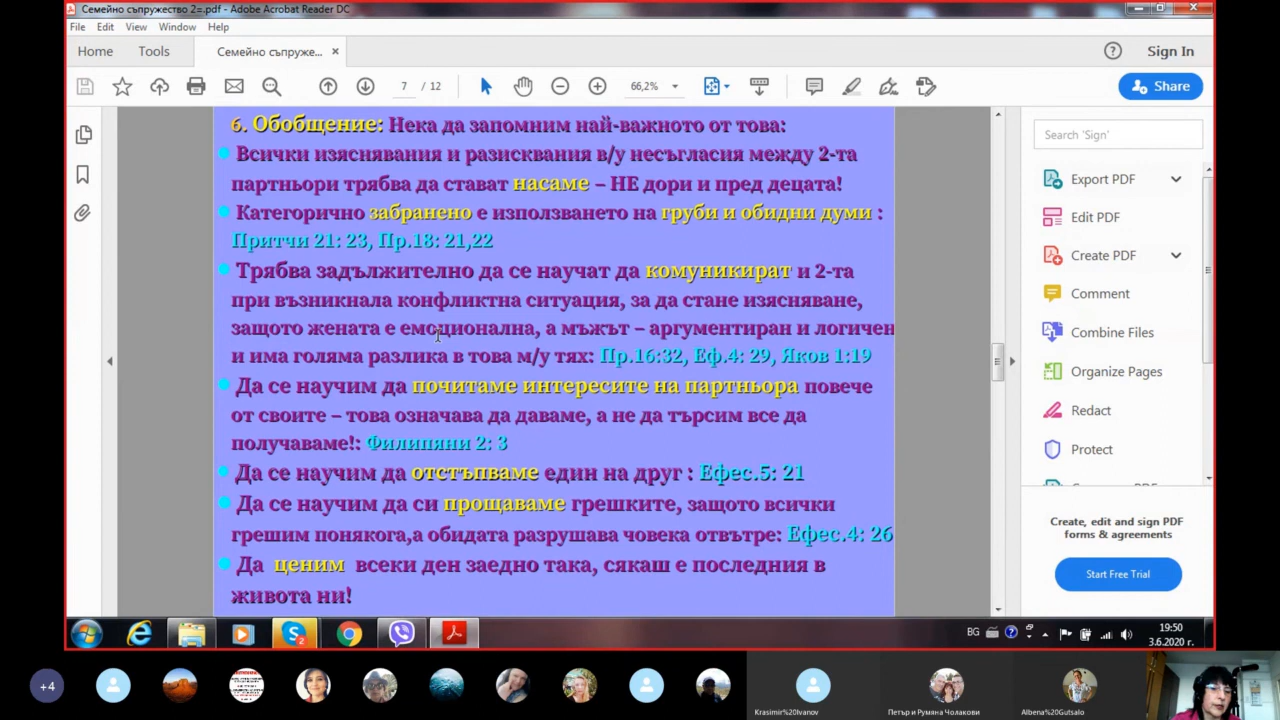 Семейно съпружество 2=.pdf - Adobe Acrobat Reader DC
File Edit View Window Help
Home Tools Семейно съпруже... × Sign In
7 / 12 66,2% Share
6. Обобщение: Нека да запомним най-важното от това:
Всички изяснявания и разисквания в/у несъгласия между 2-та
партньори трябва да стават насаме – НЕ дори и пред децата!
Категорично забранено е използването на груби и обидни думи :
Притчи 21: 23, Пр.18: 21,22
Трябва задължително да се научат да комуникират и 2-та
при възникнала конфликтна ситуация, за да стане изясняване,
защото жената е емоционална, а мъжът – аргументиран и логичен
и има голяма разлика в това м/у тях: Пр.16:32, Еф.4: 29, Яков 1:19
Да се научим да почитаме интересите на партньора повече
от своите – това означава да даваме, а не да търсим все да
получаваме!: Филипяни 2: 3
Да се научим да отстъпваме един на друг : Ефес.5: 21
Да се научим да си прощаваме грешките, защото всички
грешим понякога,а обидата разрушава човека отвътре: Ефес.4: 26
Да ценим всеки ден заедно така, сякаш е последния в
живота ни!
Search 'Sign'
Export PDF
Edit PDF
Create PDF
Comment
Combine Files
Organize Pages
Redact
Protect
Create, edit and sign PDF
forms & agreements
Start Free Trial
BG
19:50
3.6.2020 г.
+4
Krasimir%20Ivanov
Петър и Румяна Чолакови
Albena%20Gutsalo